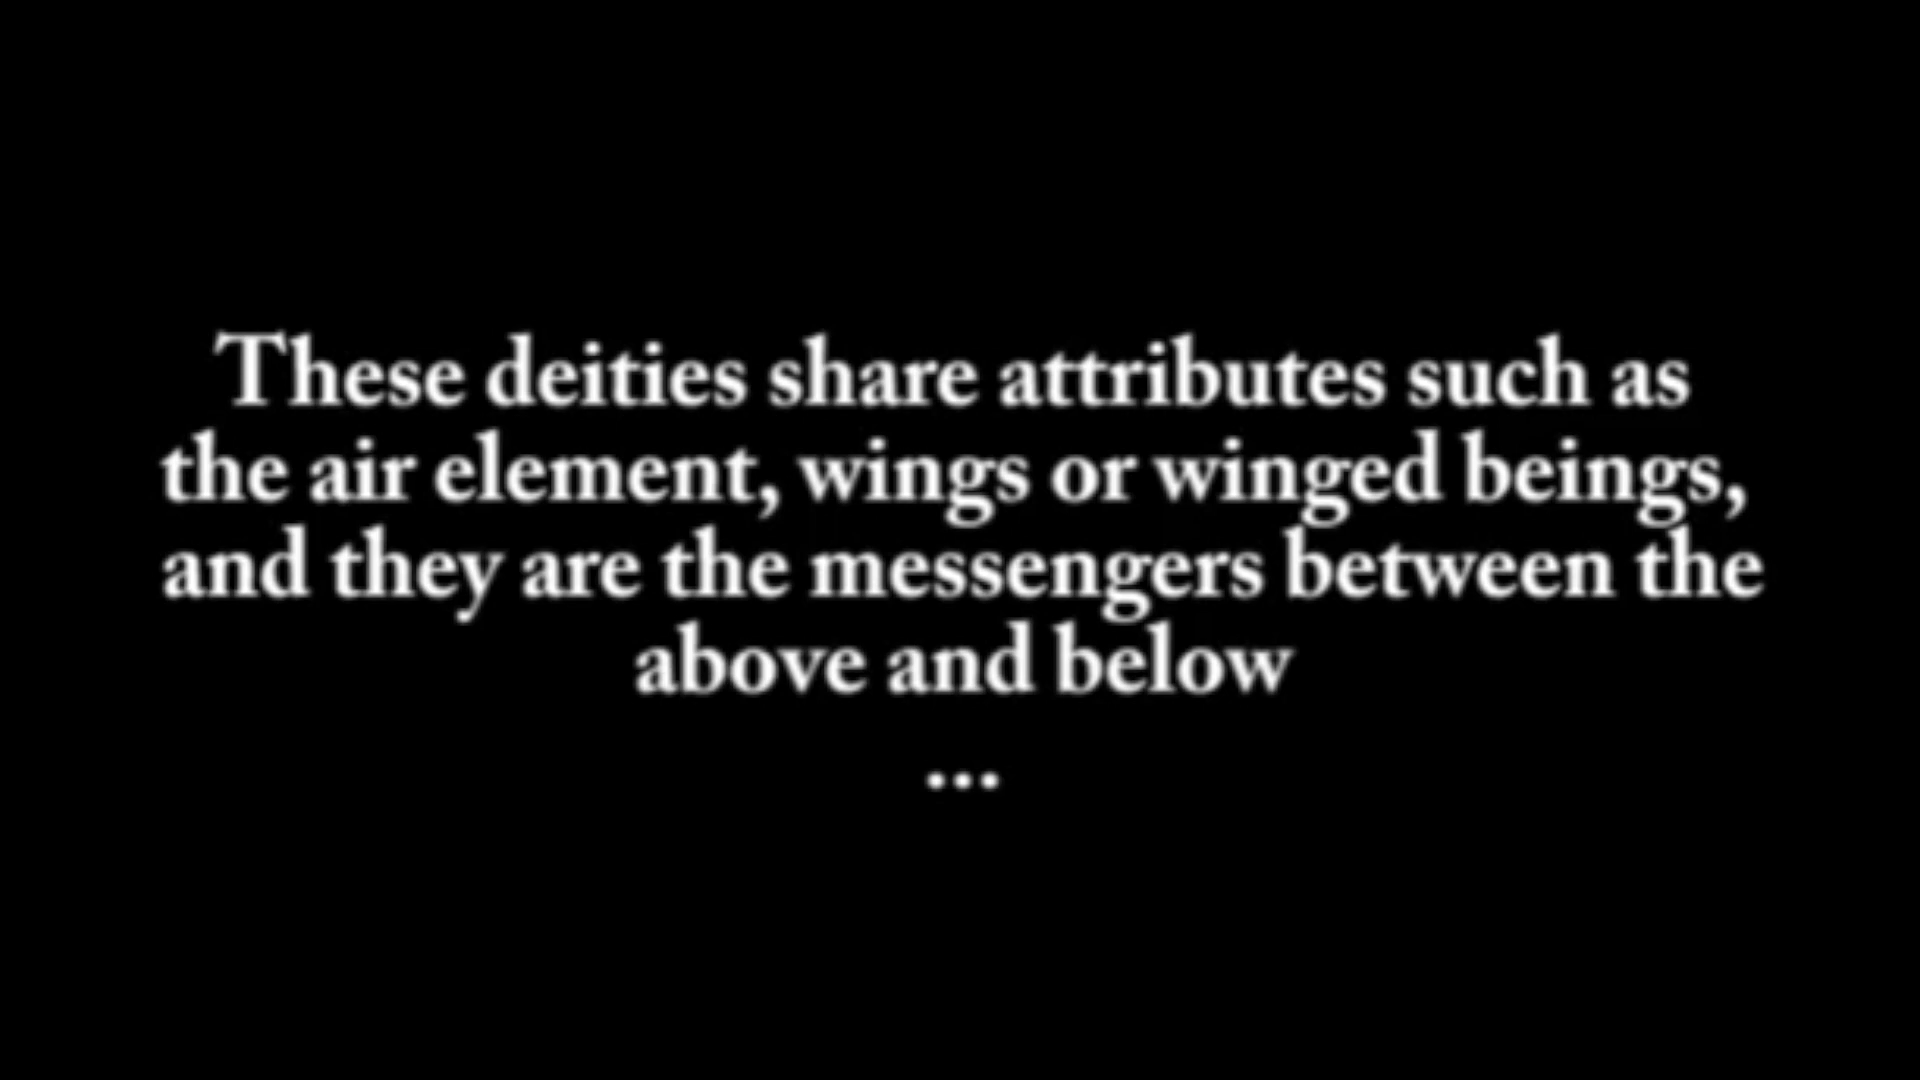 These deities share attributes such as
the air element, wings or winged beings,
and they are the messengers between the
above and below
...